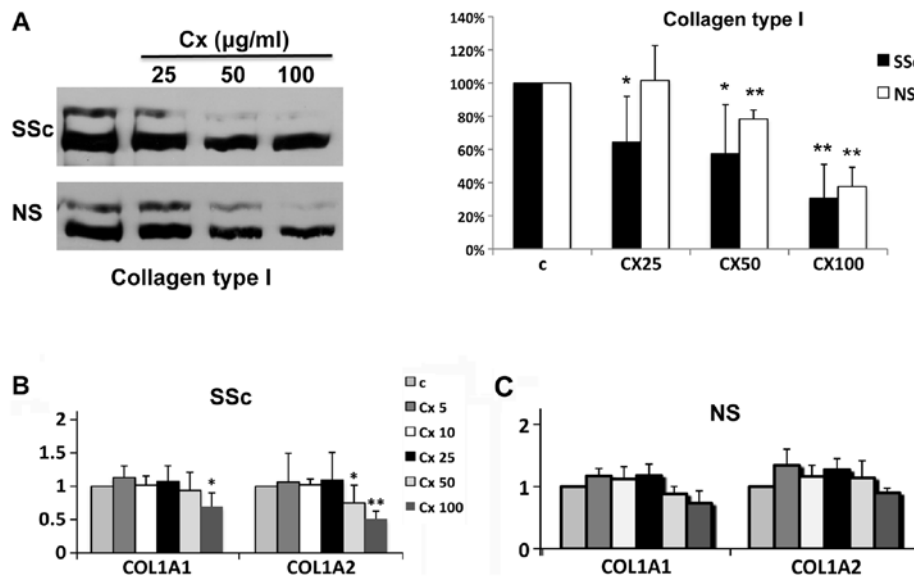 A
Cx (µg/ml)
25 50 100
SSc
NS
Collagen type I
Collagen type I
140%
120%
100%
80%
60%
40%
20%
0%
* * ** ** **
c CX25 CX50 CX100
SSc
NS
B
SSc
2
1.5
1
0.5
0
* * **
COL1A1 COL1A2
c
Cx 5
Cx 10
Cx 25
Cx 50
Cx 100
C
NS
2
1
0
COL1A1 COL1A2